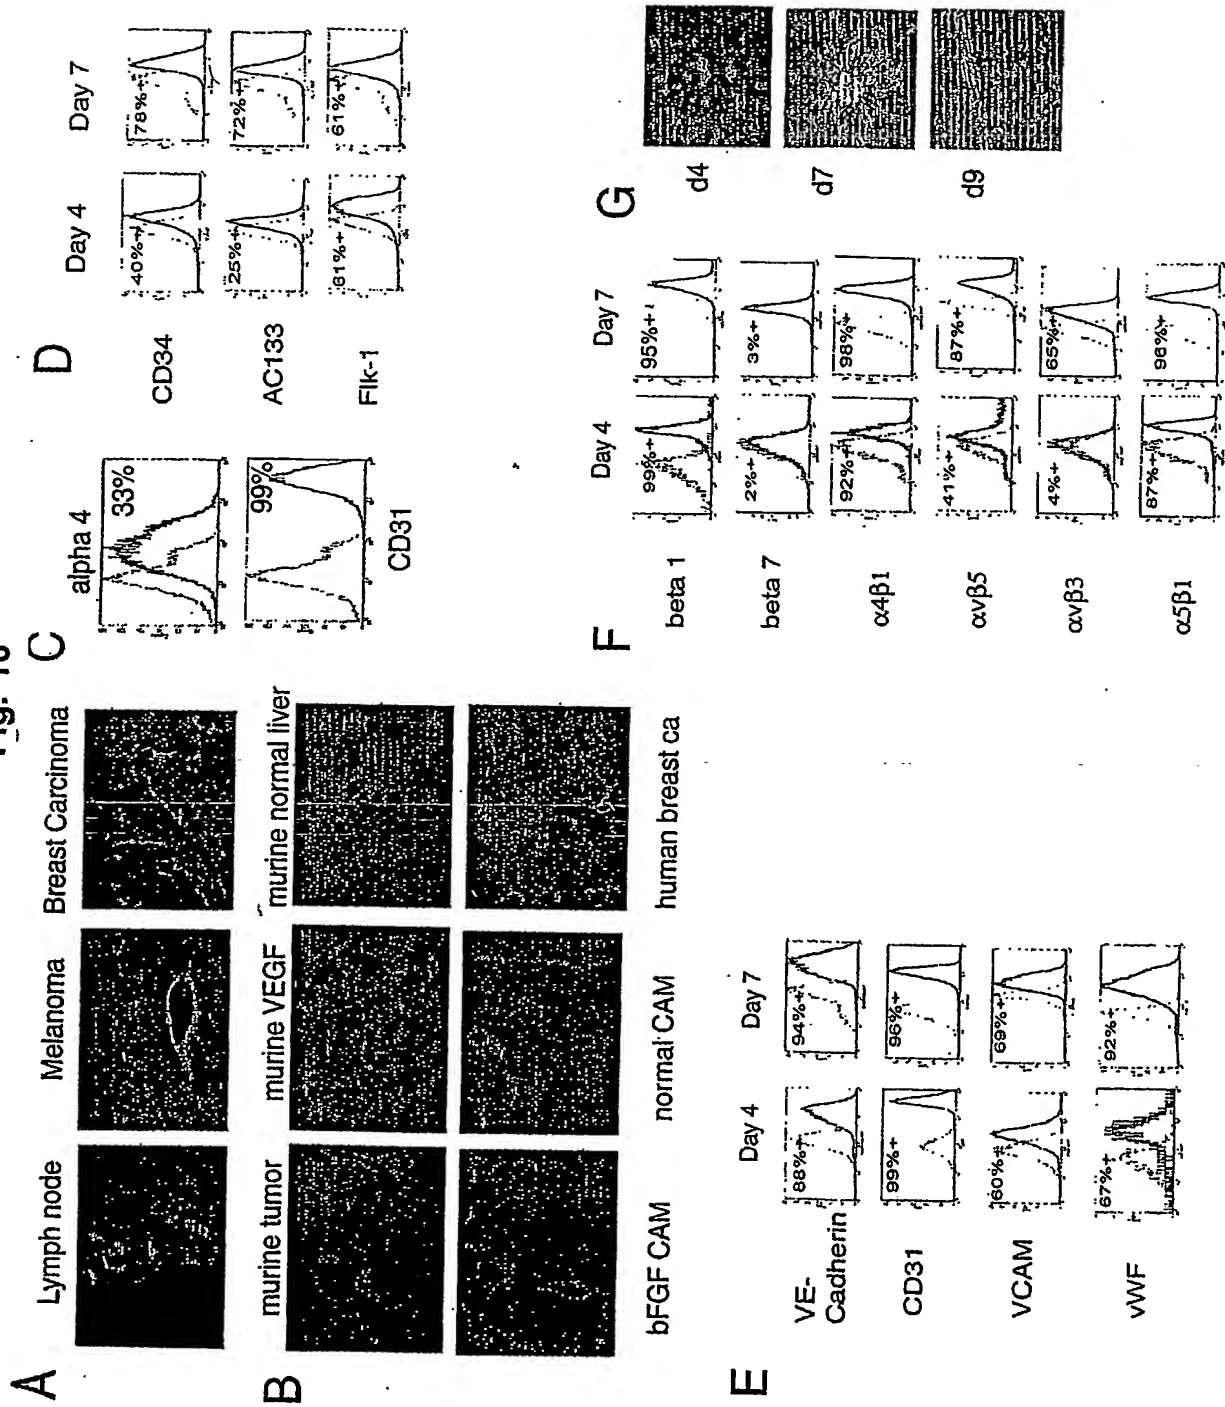 A
Lymph node
Melanoma
Breast Carcinoma
B
murine tumor
murine VEGF
murine normal liver
bFGF CAM
normal CAM
human breast ca
C
alpha 4
33%
99%
CD31
D
Day 4
Day 7
CD34
40%+
78%+
AC133
25%+
72%+
Flk-1
61%+
61%+
E
Day 4
Day 7
VE-
Cadherin
88%+
94%+
CD31
99%+
96%+
VCAM
60%+
69%+
vWF
67%+
92%+
F
Day 4
Day 7
beta 1
99%+
95%+
beta 7
2%+
3%+
α4β1
92%+
98%+
αvβ5
41%+
87%+
αvβ3
4%+
65%+
α5β1
87%+
96%+
G
d4
d7
d9